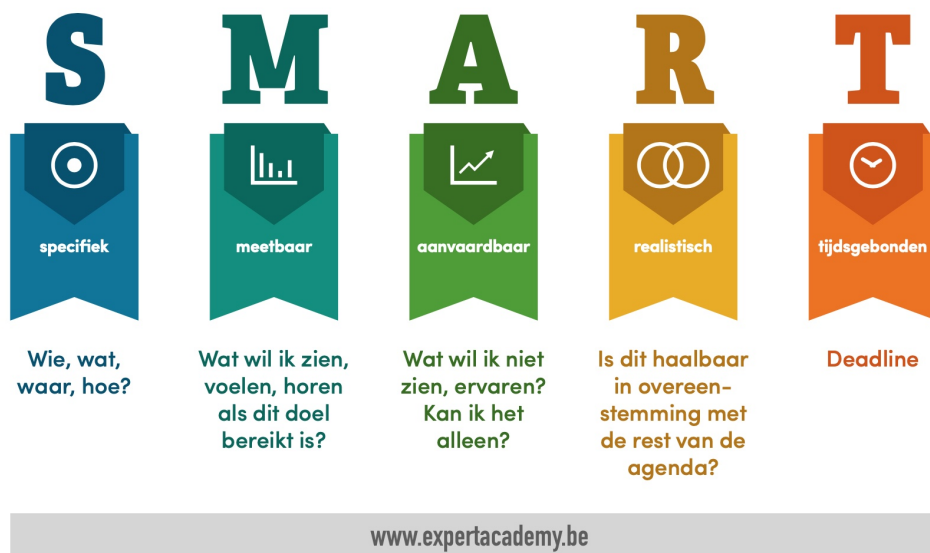 S M A R T
specifiek
meetbaar
aanvaardbaar
realistisch
tijdsgebonden
Wie, wat,
waar, hoe?
Wat wil ik zien,
voelen, horen
als dit doel
bereikt is?
Wat wil ik niet
zien, ervaren?
Kan ik het
alleen?
Is dit haalbaar
in overeen-
stemming met
de rest van de
agenda?
Deadline
www.expertacademy.be